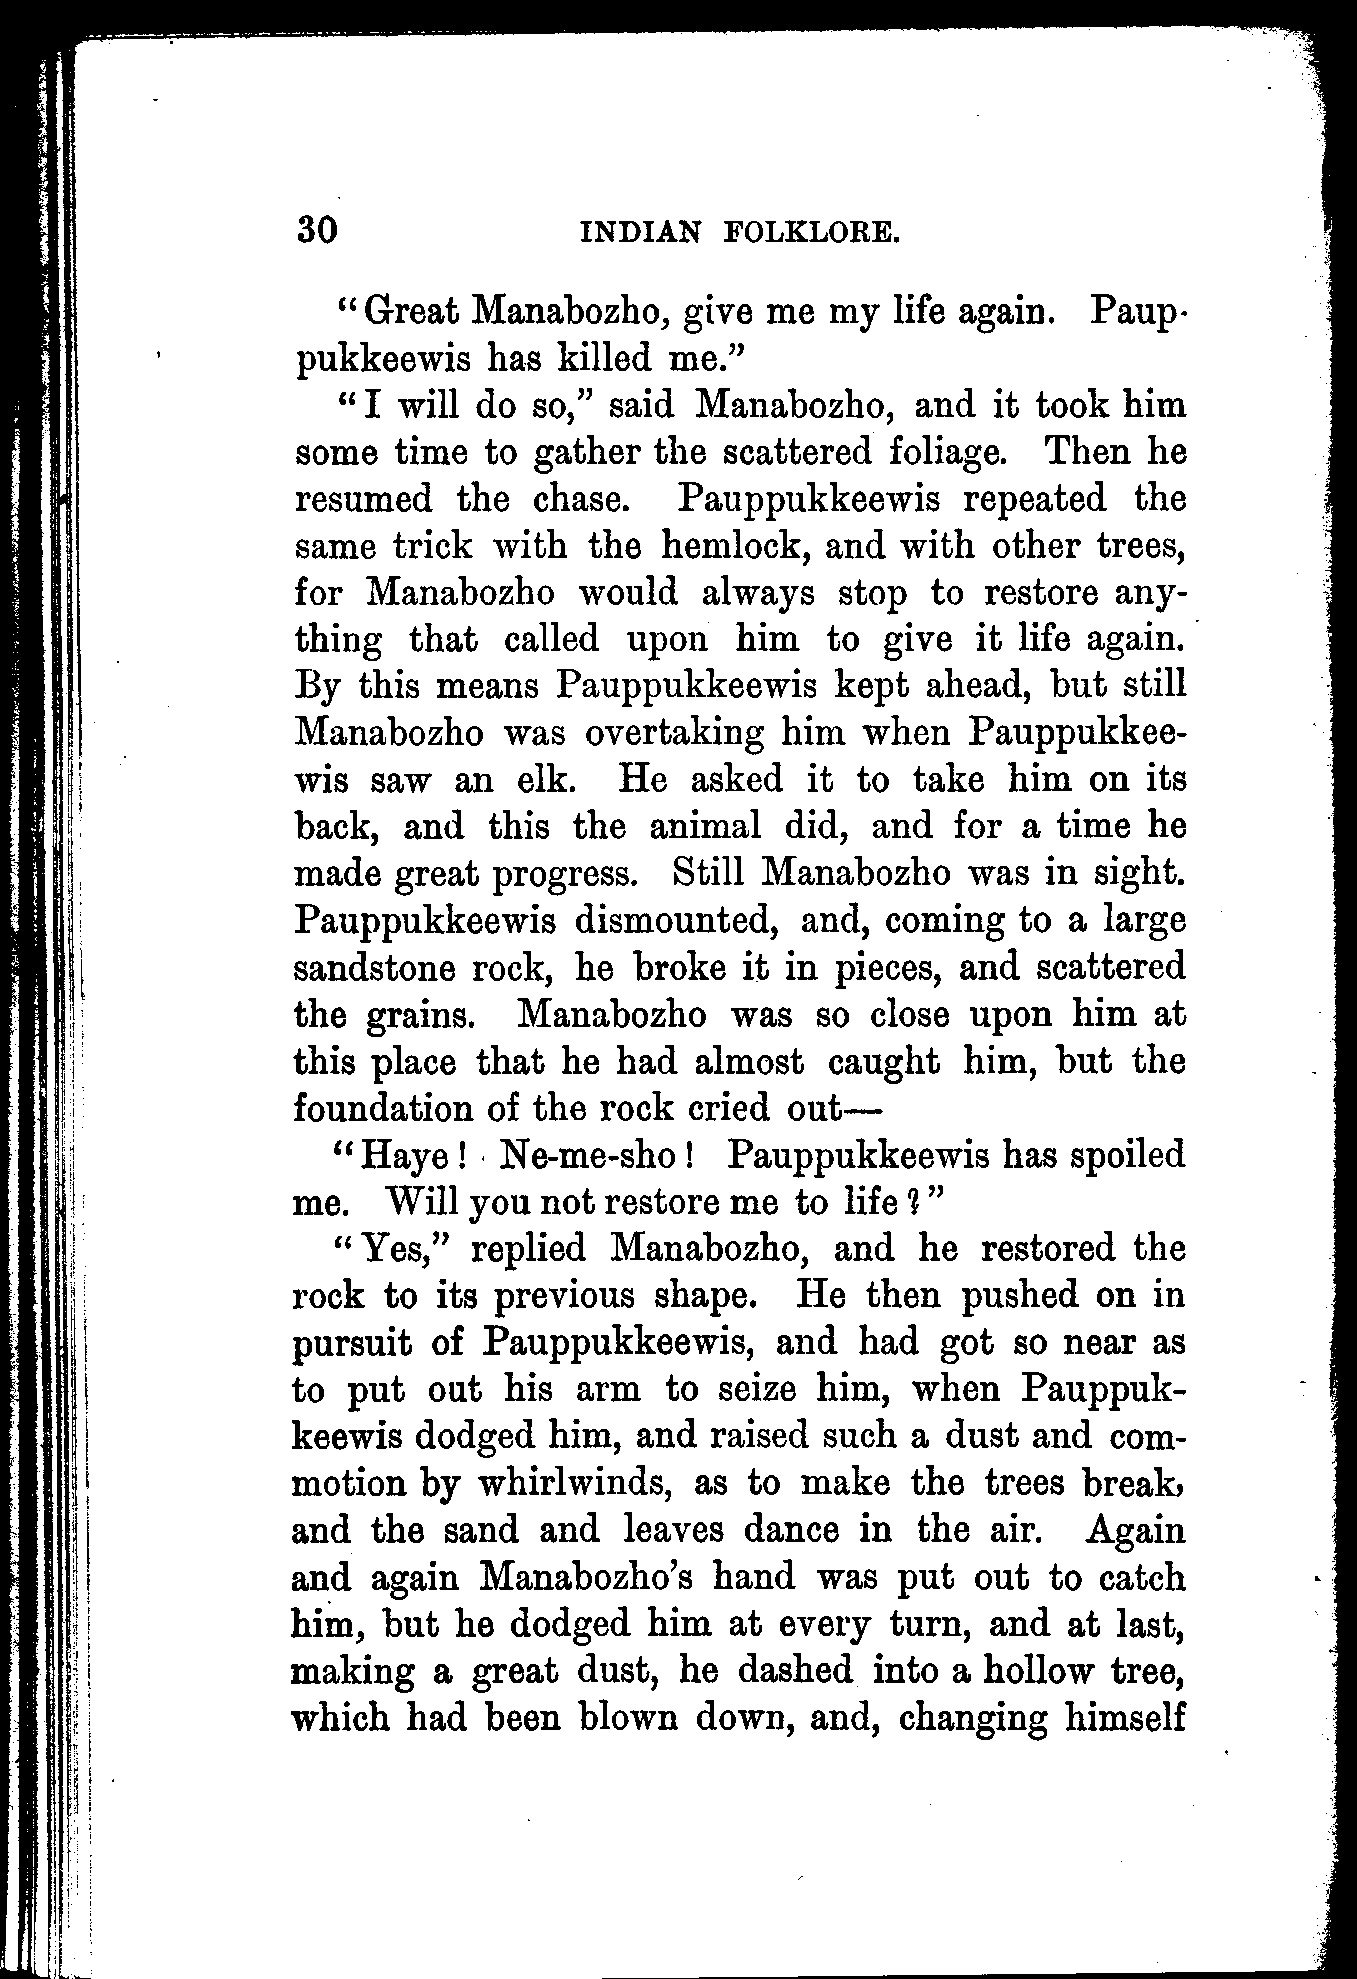 30 INDIAN FOLKLORE.
“Great Manabozho, give me my life again. Paup-
pukkeewis has killed me.”
“I will do so,” said Manabozho, and it took him
some time to gather the scattered foliage. Then he
resumed the chase. Pauppukkeewis repeated the
same trick with the hemlock, and with other trees,
for Manabozho would always stop to restore any-
thing that called upon him to give it life again.
By this means Pauppukkeewis kept ahead, but still
Manabozho was overtaking him when Pauppukkee-
wis saw an elk. He asked it to take him on its
back, and this the animal did, and for a time he
made great progress. Still Manabozho was in sight.
Pauppukkeewis dismounted, and, coming to a large
sandstone rock, he broke it in pieces, and scattered
the grains. Manabozho was so close upon him at
this place that he had almost caught him, but the
foundation of the rock cried out—
“Haye! Ne-me-sho! Pauppukkeewis has spoiled
me. Will you not restore me to life?”
“Yes,” replied Manabozho, and he restored the
rock to its previous shape. He then pushed on in
pursuit of Pauppukkeewis, and had got so near as
to put out his arm to seize him, when Pauppuk-
keewis dodged him, and raised such a dust and com-
motion by whirlwinds, as to make the trees break,
and the sand and leaves dance in the air. Again
and again Manabozho’s hand was put out to catch
him, but he dodged him at every turn, and at last,
making a great dust, he dashed into a hollow tree,
which had been blown down, and, changing himself